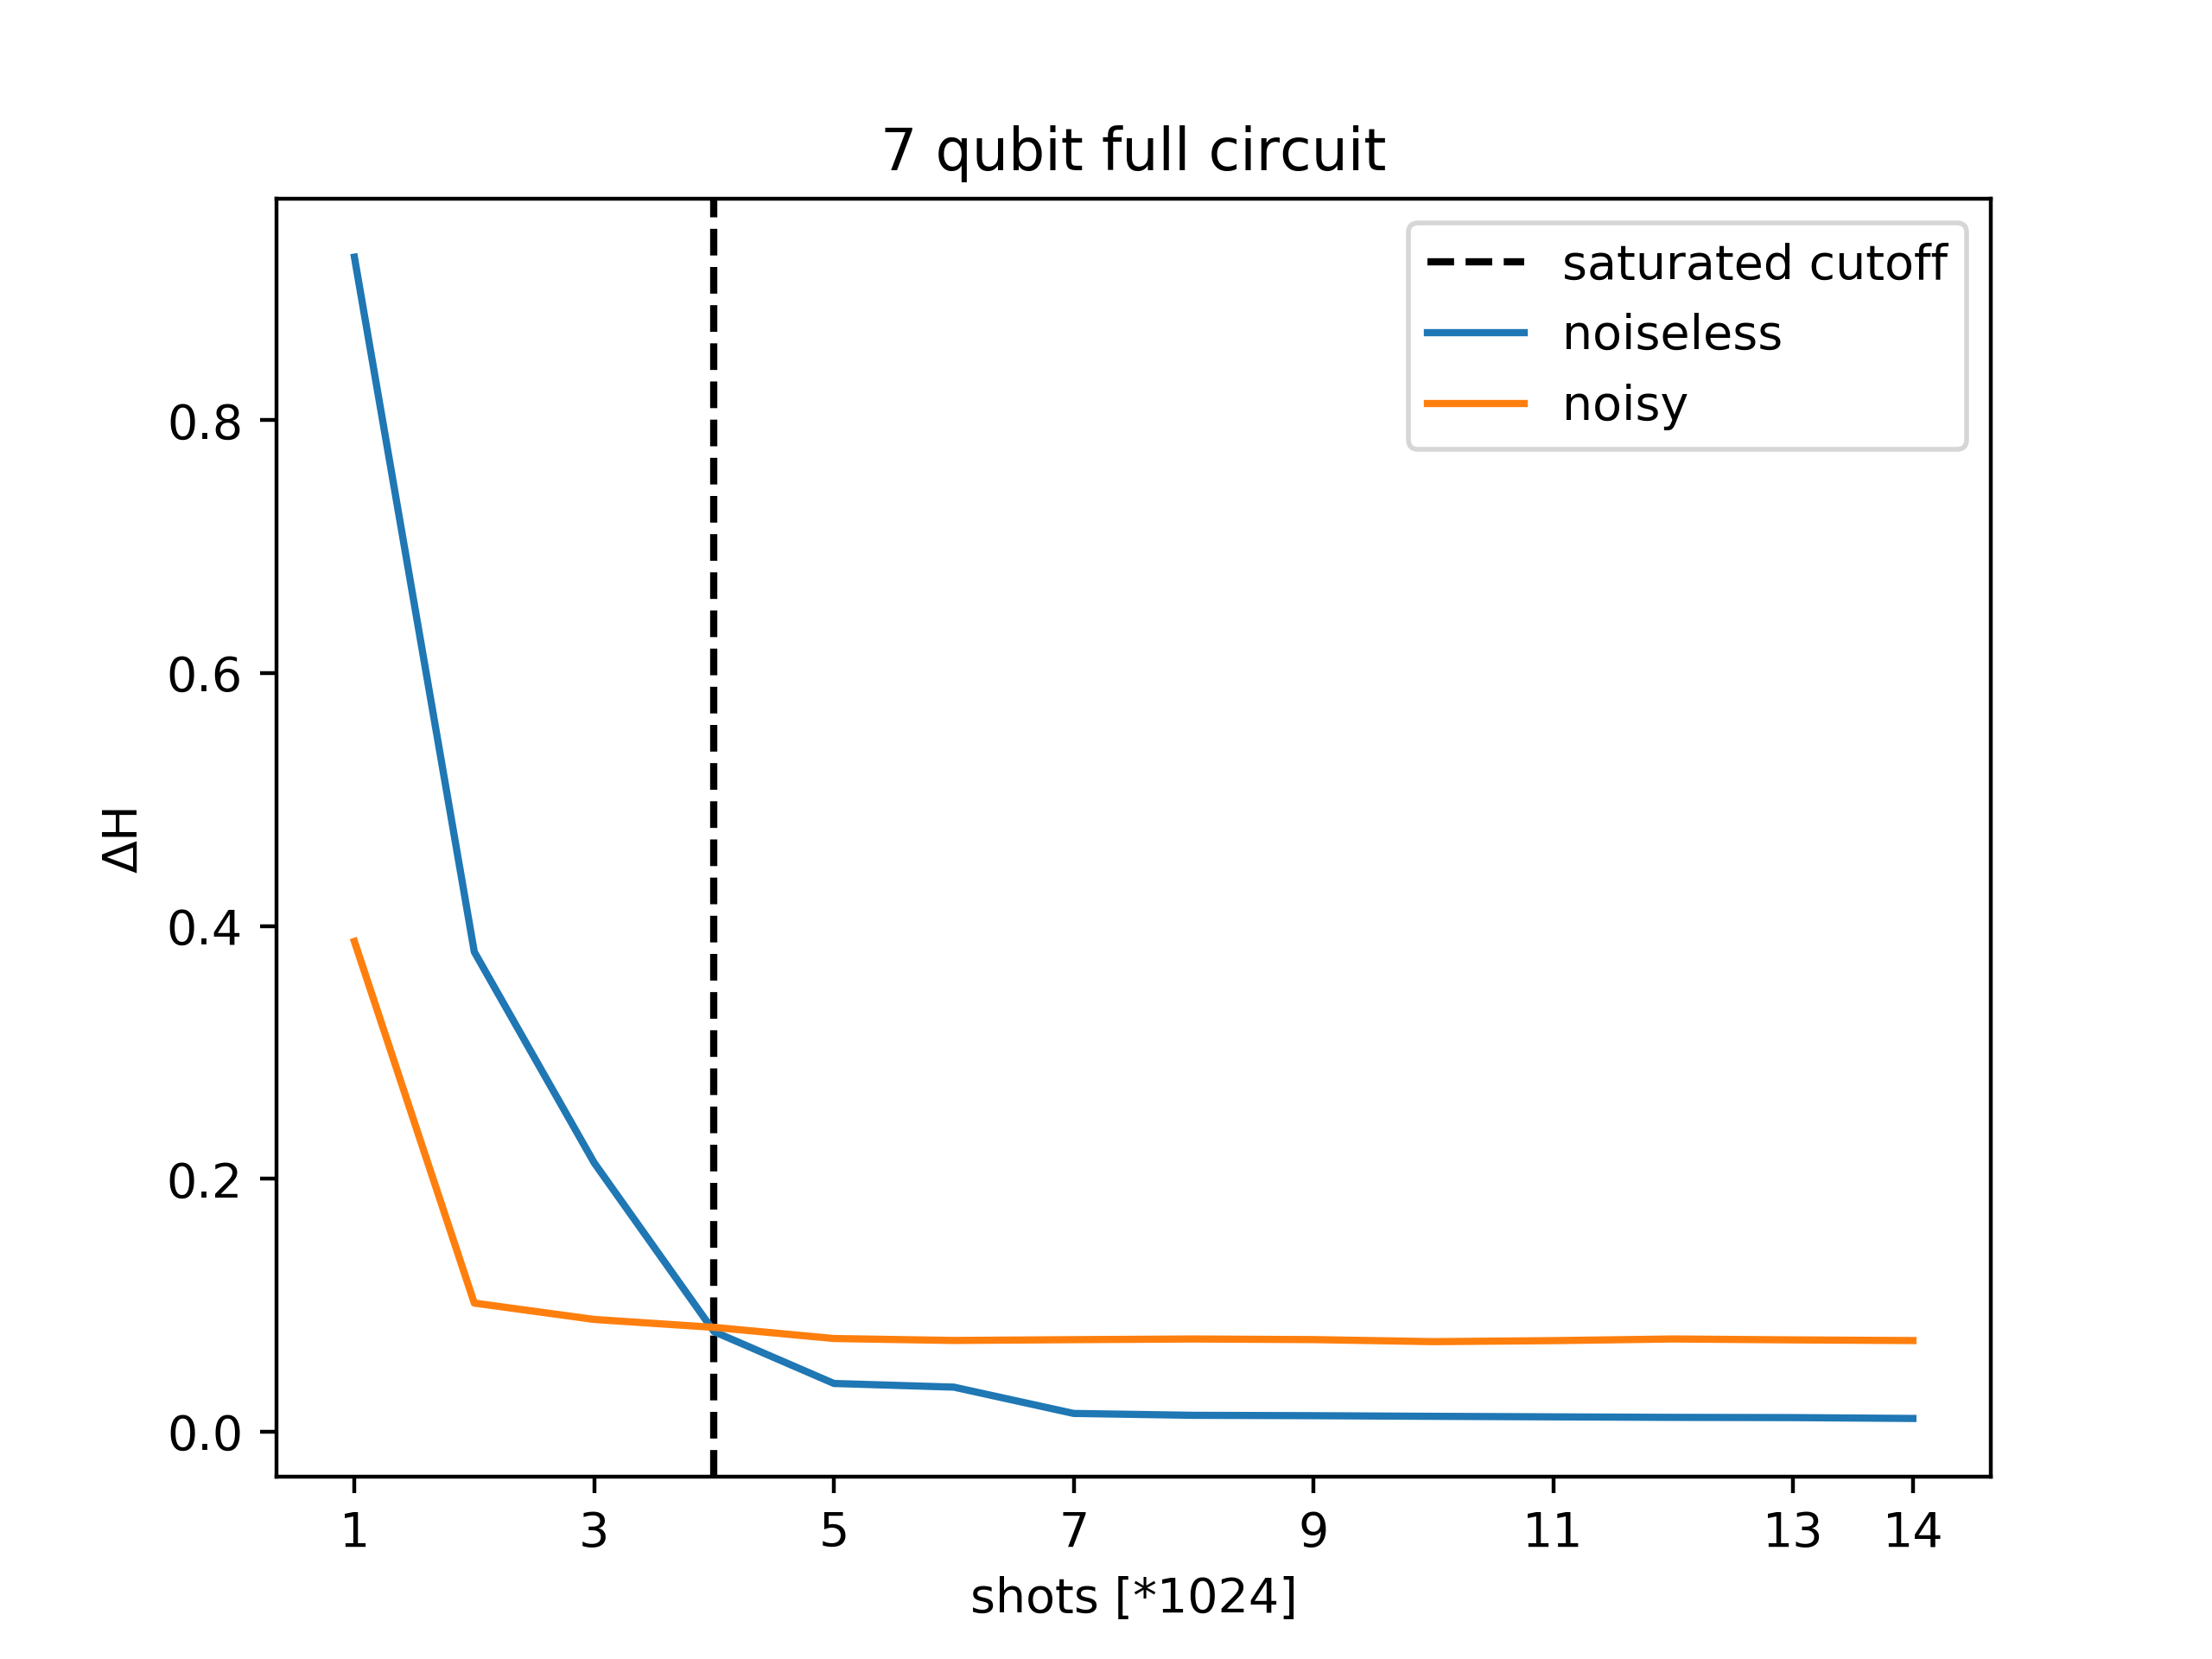 7 qubit full circuit
saturated cutoff
noiseless
noisy
0.8
0.6
0.4
0.2
0.0
ΔH
1 3 5 7 9 11 13 14
shots [*1024]